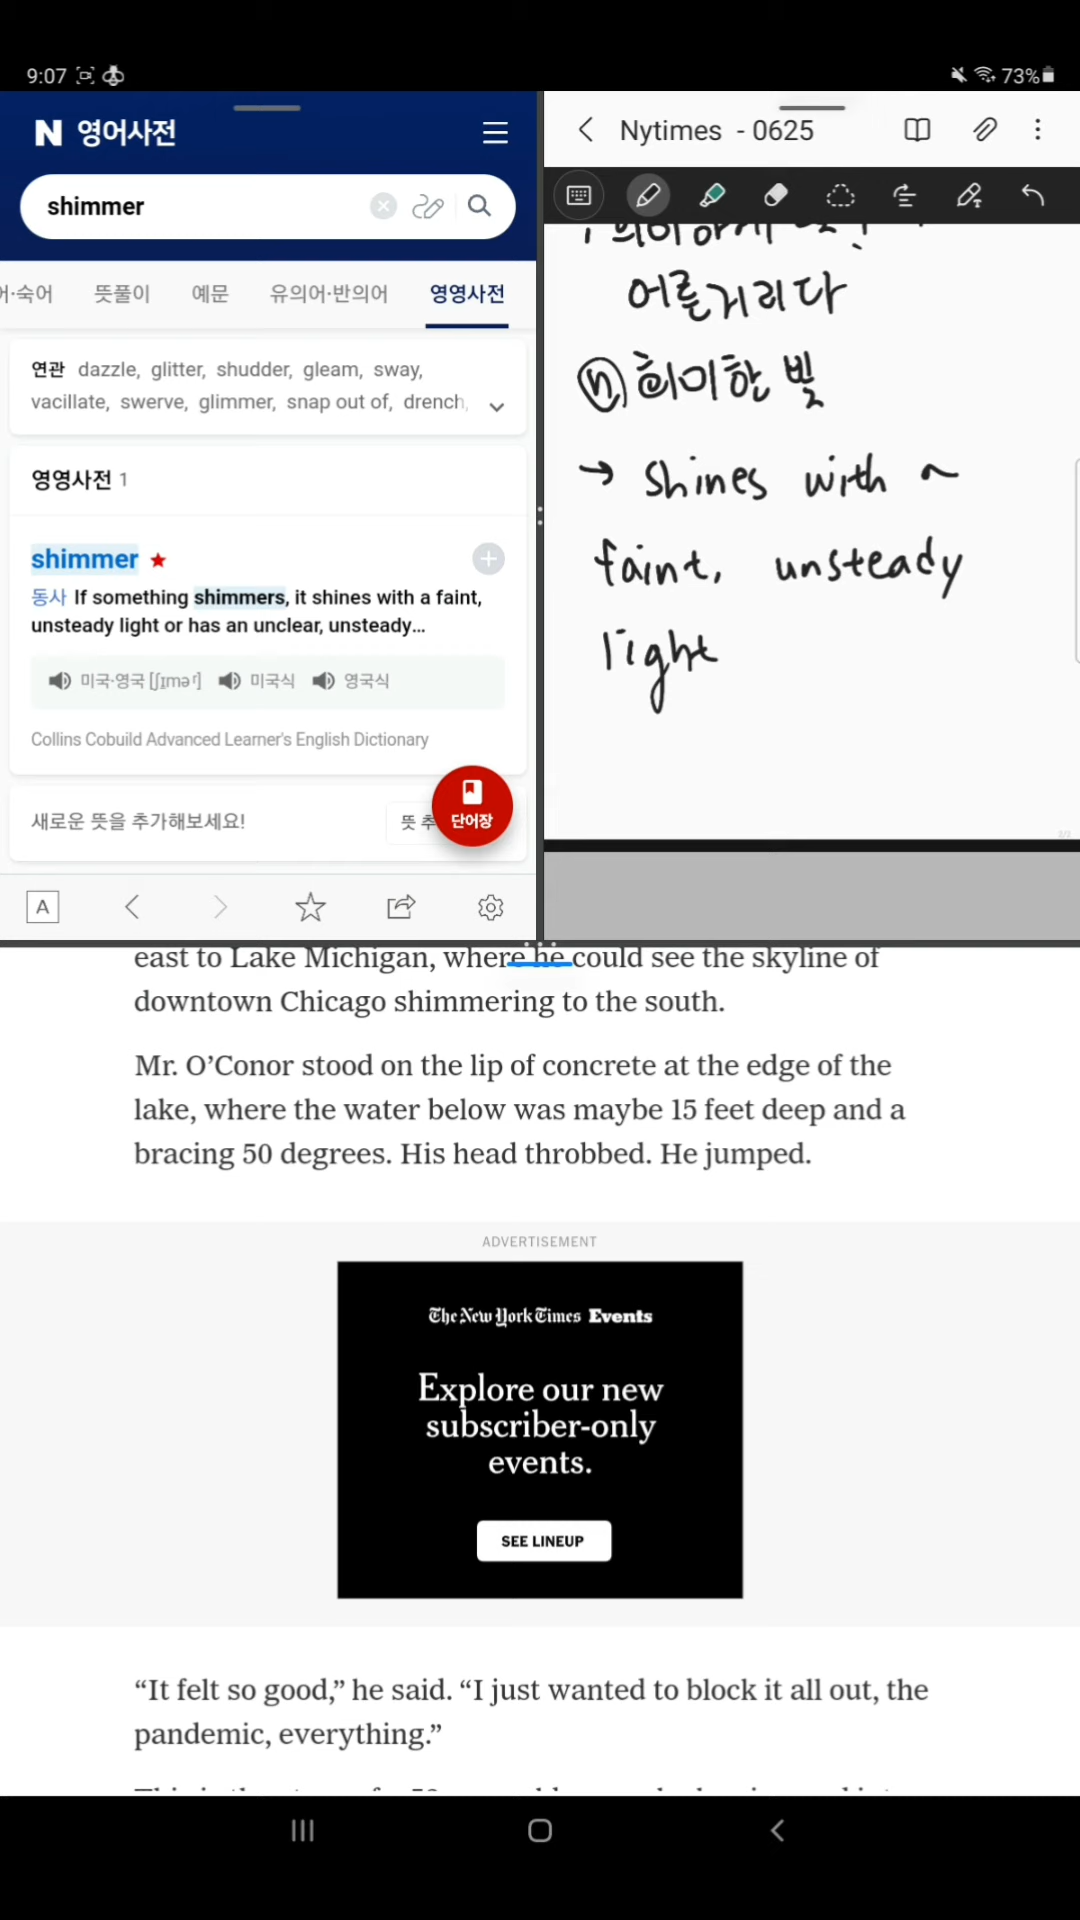 9:07
73%
N 영어사전
shimmer
어·숙어 뜻풀이 예문 유의어·반의어 영영사전
연관 dazzle, glitter, shudder, gleam, sway,
vacillate, swerve, glimmer, snap out of, drench,
영영사전 1
shimmer
동사 If something shimmers, it shines with a faint,
unsteady light or has an unclear, unsteady...
미국·영국 [ʃɪmər] 미국식 영국식
Collins Cobuild Advanced Learner's English Dictionary
새로운 뜻을 추가해보세요!
뜻 추
단어장
A
Nytimes - 0625
어른거리다
ⓝ 희미한 빛
→ shines with ~
faint, unsteady
light
east to Lake Michigan, where he could see the skyline of
downtown Chicago shimmering to the south.
Mr. O’Conor stood on the lip of concrete at the edge of the
lake, where the water below was maybe 15 feet deep and a
bracing 50 degrees. His head throbbed. He jumped.
ADVERTISEMENT
The New York Times Events
Explore our new
subscriber-only
events.
SEE LINEUP
“It felt so good,” he said. “I just wanted to block it all out, the
pandemic, everything.”